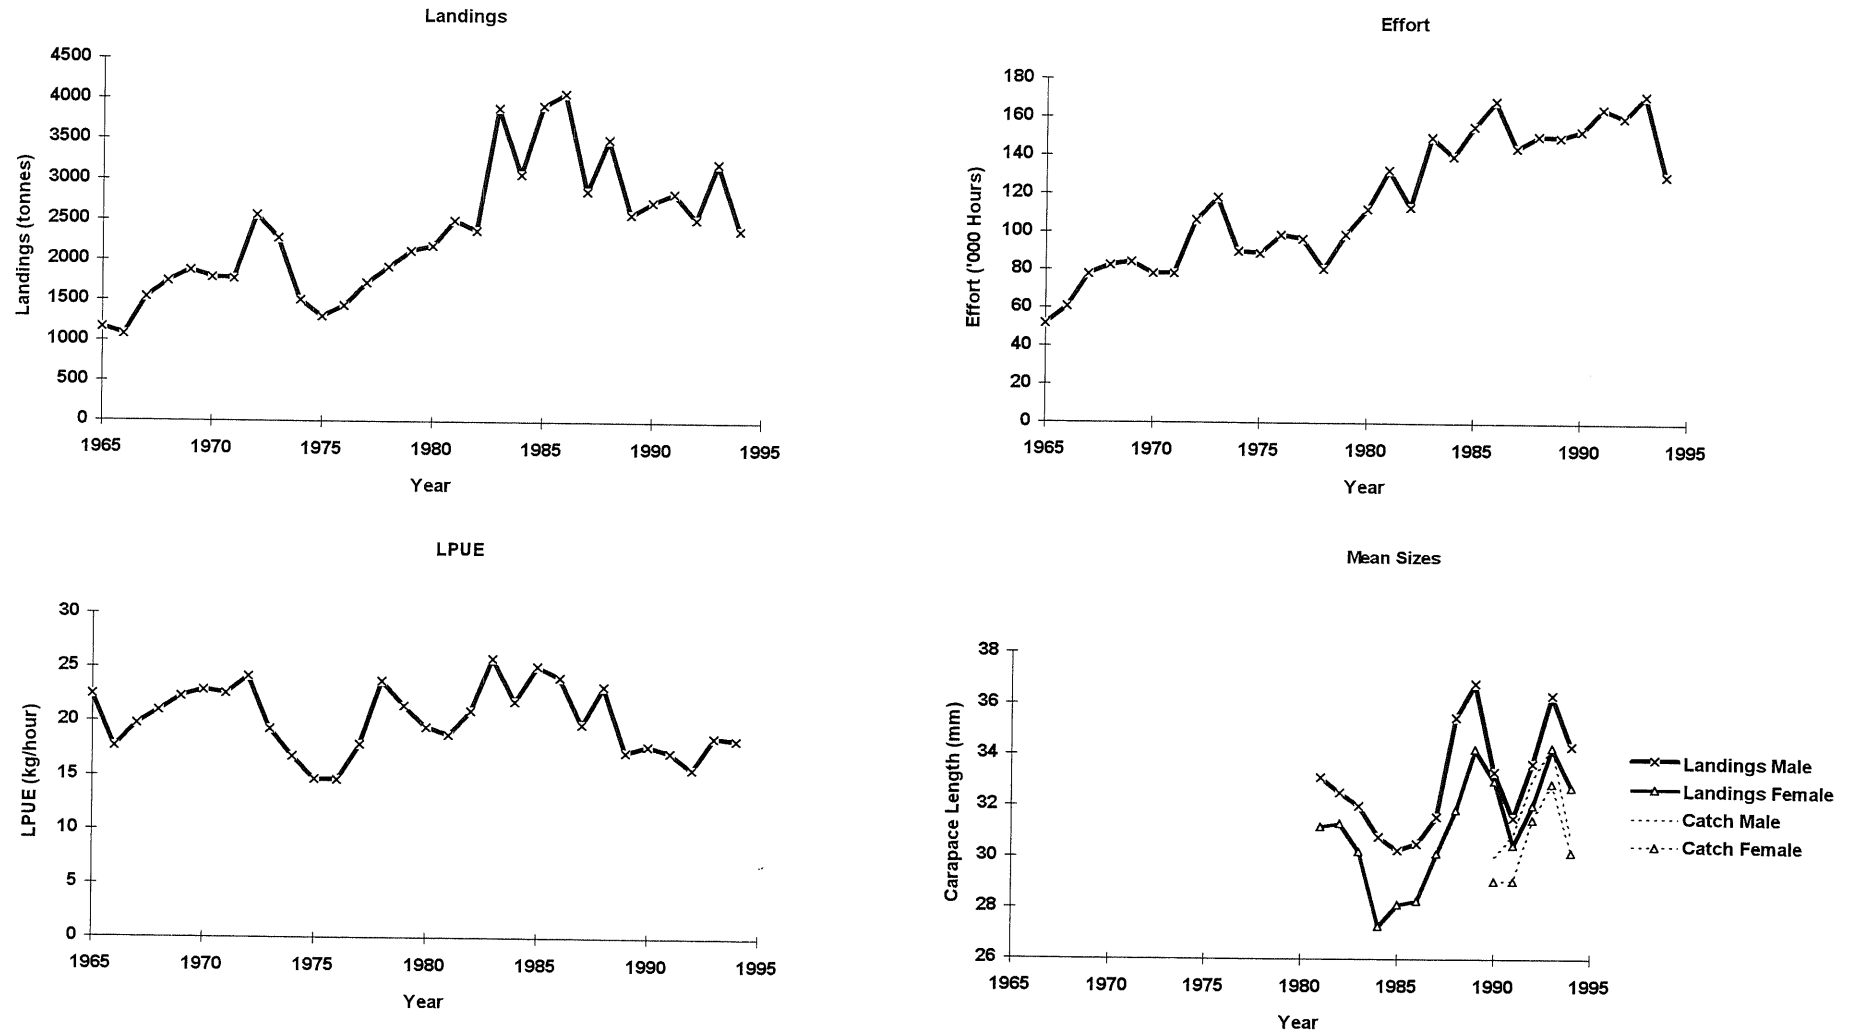 Landings
4500
4000
3500
3000
2500
2000
1500
1000
500
0
Landings (tonnes)
1965 1970 1975 1980 1985 1990 1995
Year
Effort
180
160
140
120
100
80
60
40
20
0
Effort ('000 Hours)
1965 1970 1975 1980 1985 1990 1995
Year
LPUE
30
25
20
15
10
5
0
LPUE (kg/hour)
1965 1970 1975 1980 1985 1990 1995
Year
Mean Sizes
38
36
34
32
30
28
26
Carapace Length (mm)
1965 1970 1975 1980 1985 1990 1995
Year
Landings Male
Landings Female
Catch Male
Catch Female